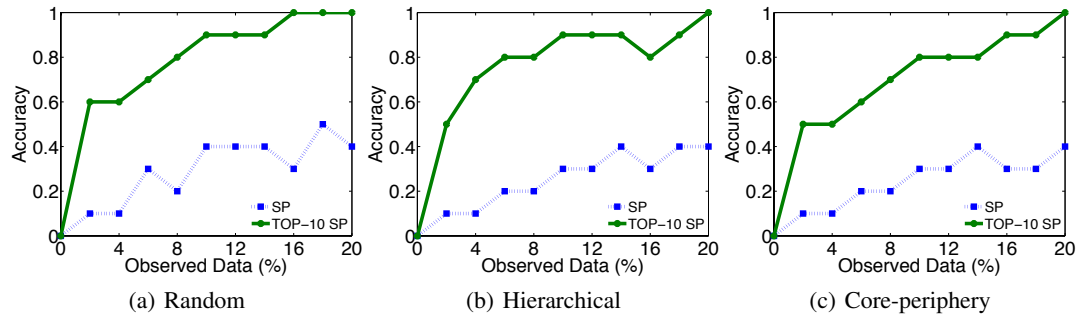 1
0.8
0.6
0.4
0.2
0
Accuracy
0 4 8 12 16 20
Observed Data (%)
SP
TOP-10 SP
(a) Random
1
0.8
0.6
0.4
0.2
0
Accuracy
0 4 8 12 16 20
Observed Data (%)
SP
TOP-10 SP
(b) Hierarchical
1
0.8
0.6
0.4
0.2
0
Accuracy
0 4 8 12 16 20
Observed Data (%)
SP
TOP-10 SP
(c) Core-periphery